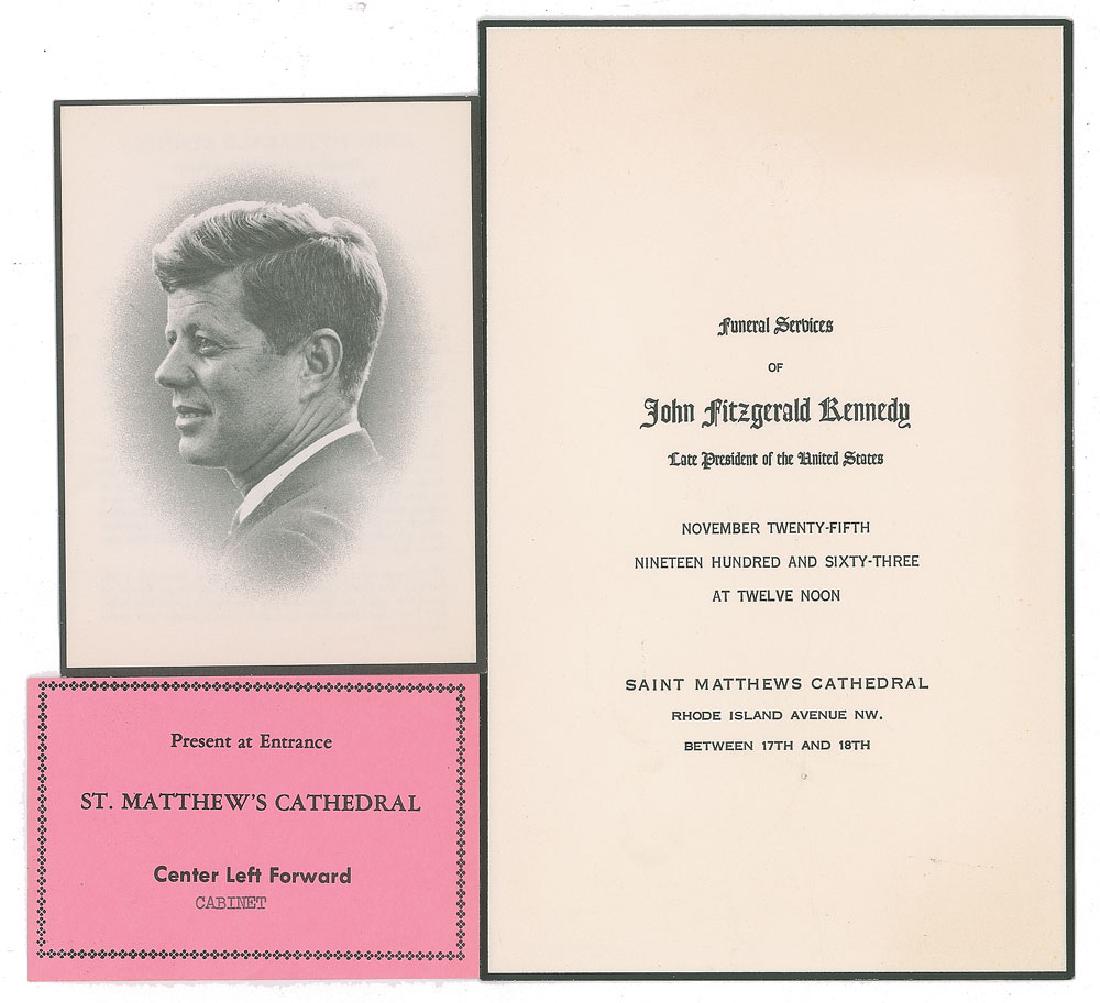 Funeral Services
OF
John Fitzgerald Kennedy
Late President of the United States
NOVEMBER TWENTY-FIFTH
NINETEEN HUNDRED AND SIXTY-THREE
AT TWELVE NOON
SAINT MATTHEWS CATHEDRAL
RHODE ISLAND AVENUE NW.
BETWEEN 17TH AND 18TH
Present at Entrance
ST. MATTHEW'S CATHEDRAL
Center Left Forward
CABINET